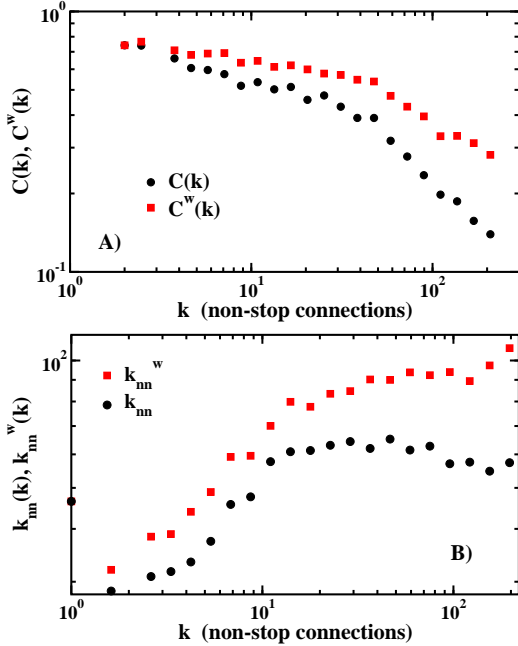 10^0
C(k), C^w(k)
C(k)
C^w(k)
A)
10^-1
10^0 10^1 10^2
k (non-stop connections)
10^2
k_nn(k), k_nn^w(k)
k_nn^w
k_nn
B)
10^0 10^1 10^2
k (non-stop connections)